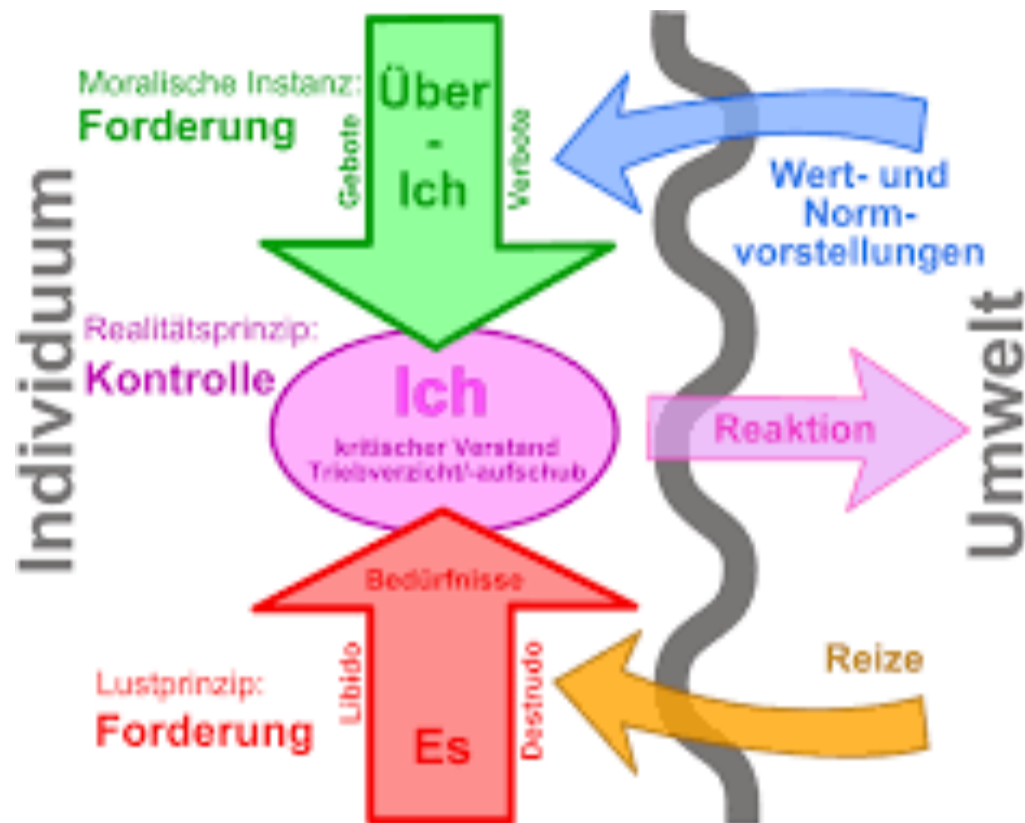 Individuum
Moralische Instanz:
Forderung
Gebote
Über
-
Ich
Verbote
Wert- und
Norm-
vorstellungen
Realitätsprinzip:
Kontrolle
Ich
kritischer Verstand
Triebverzicht/-aufschub
Reaktion
Umwelt
Bedürfnisse
Lustprinzip:
Forderung
Libido
Es
Destrudo
Reize